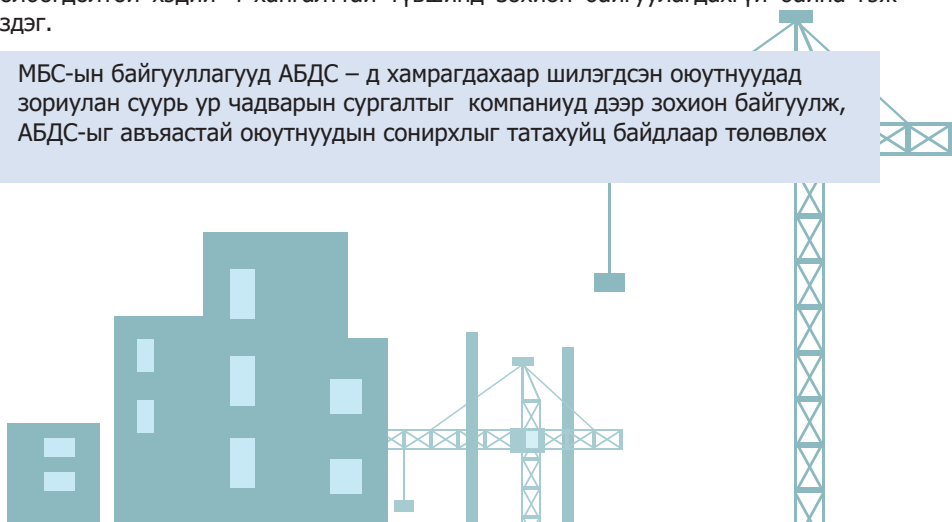 здэг.
МБС-ын байгууллагууд АБДС – д хамрагдахаар шилэгдсэн оюутнуудад
зориулан суурь ур чадварын сургалтыг компаниуд дээр зохион байгуулж,
АБДС-ыг авъяастай оюутнуудын сонирхлыг татахуйц байдлаар төлөвлөх